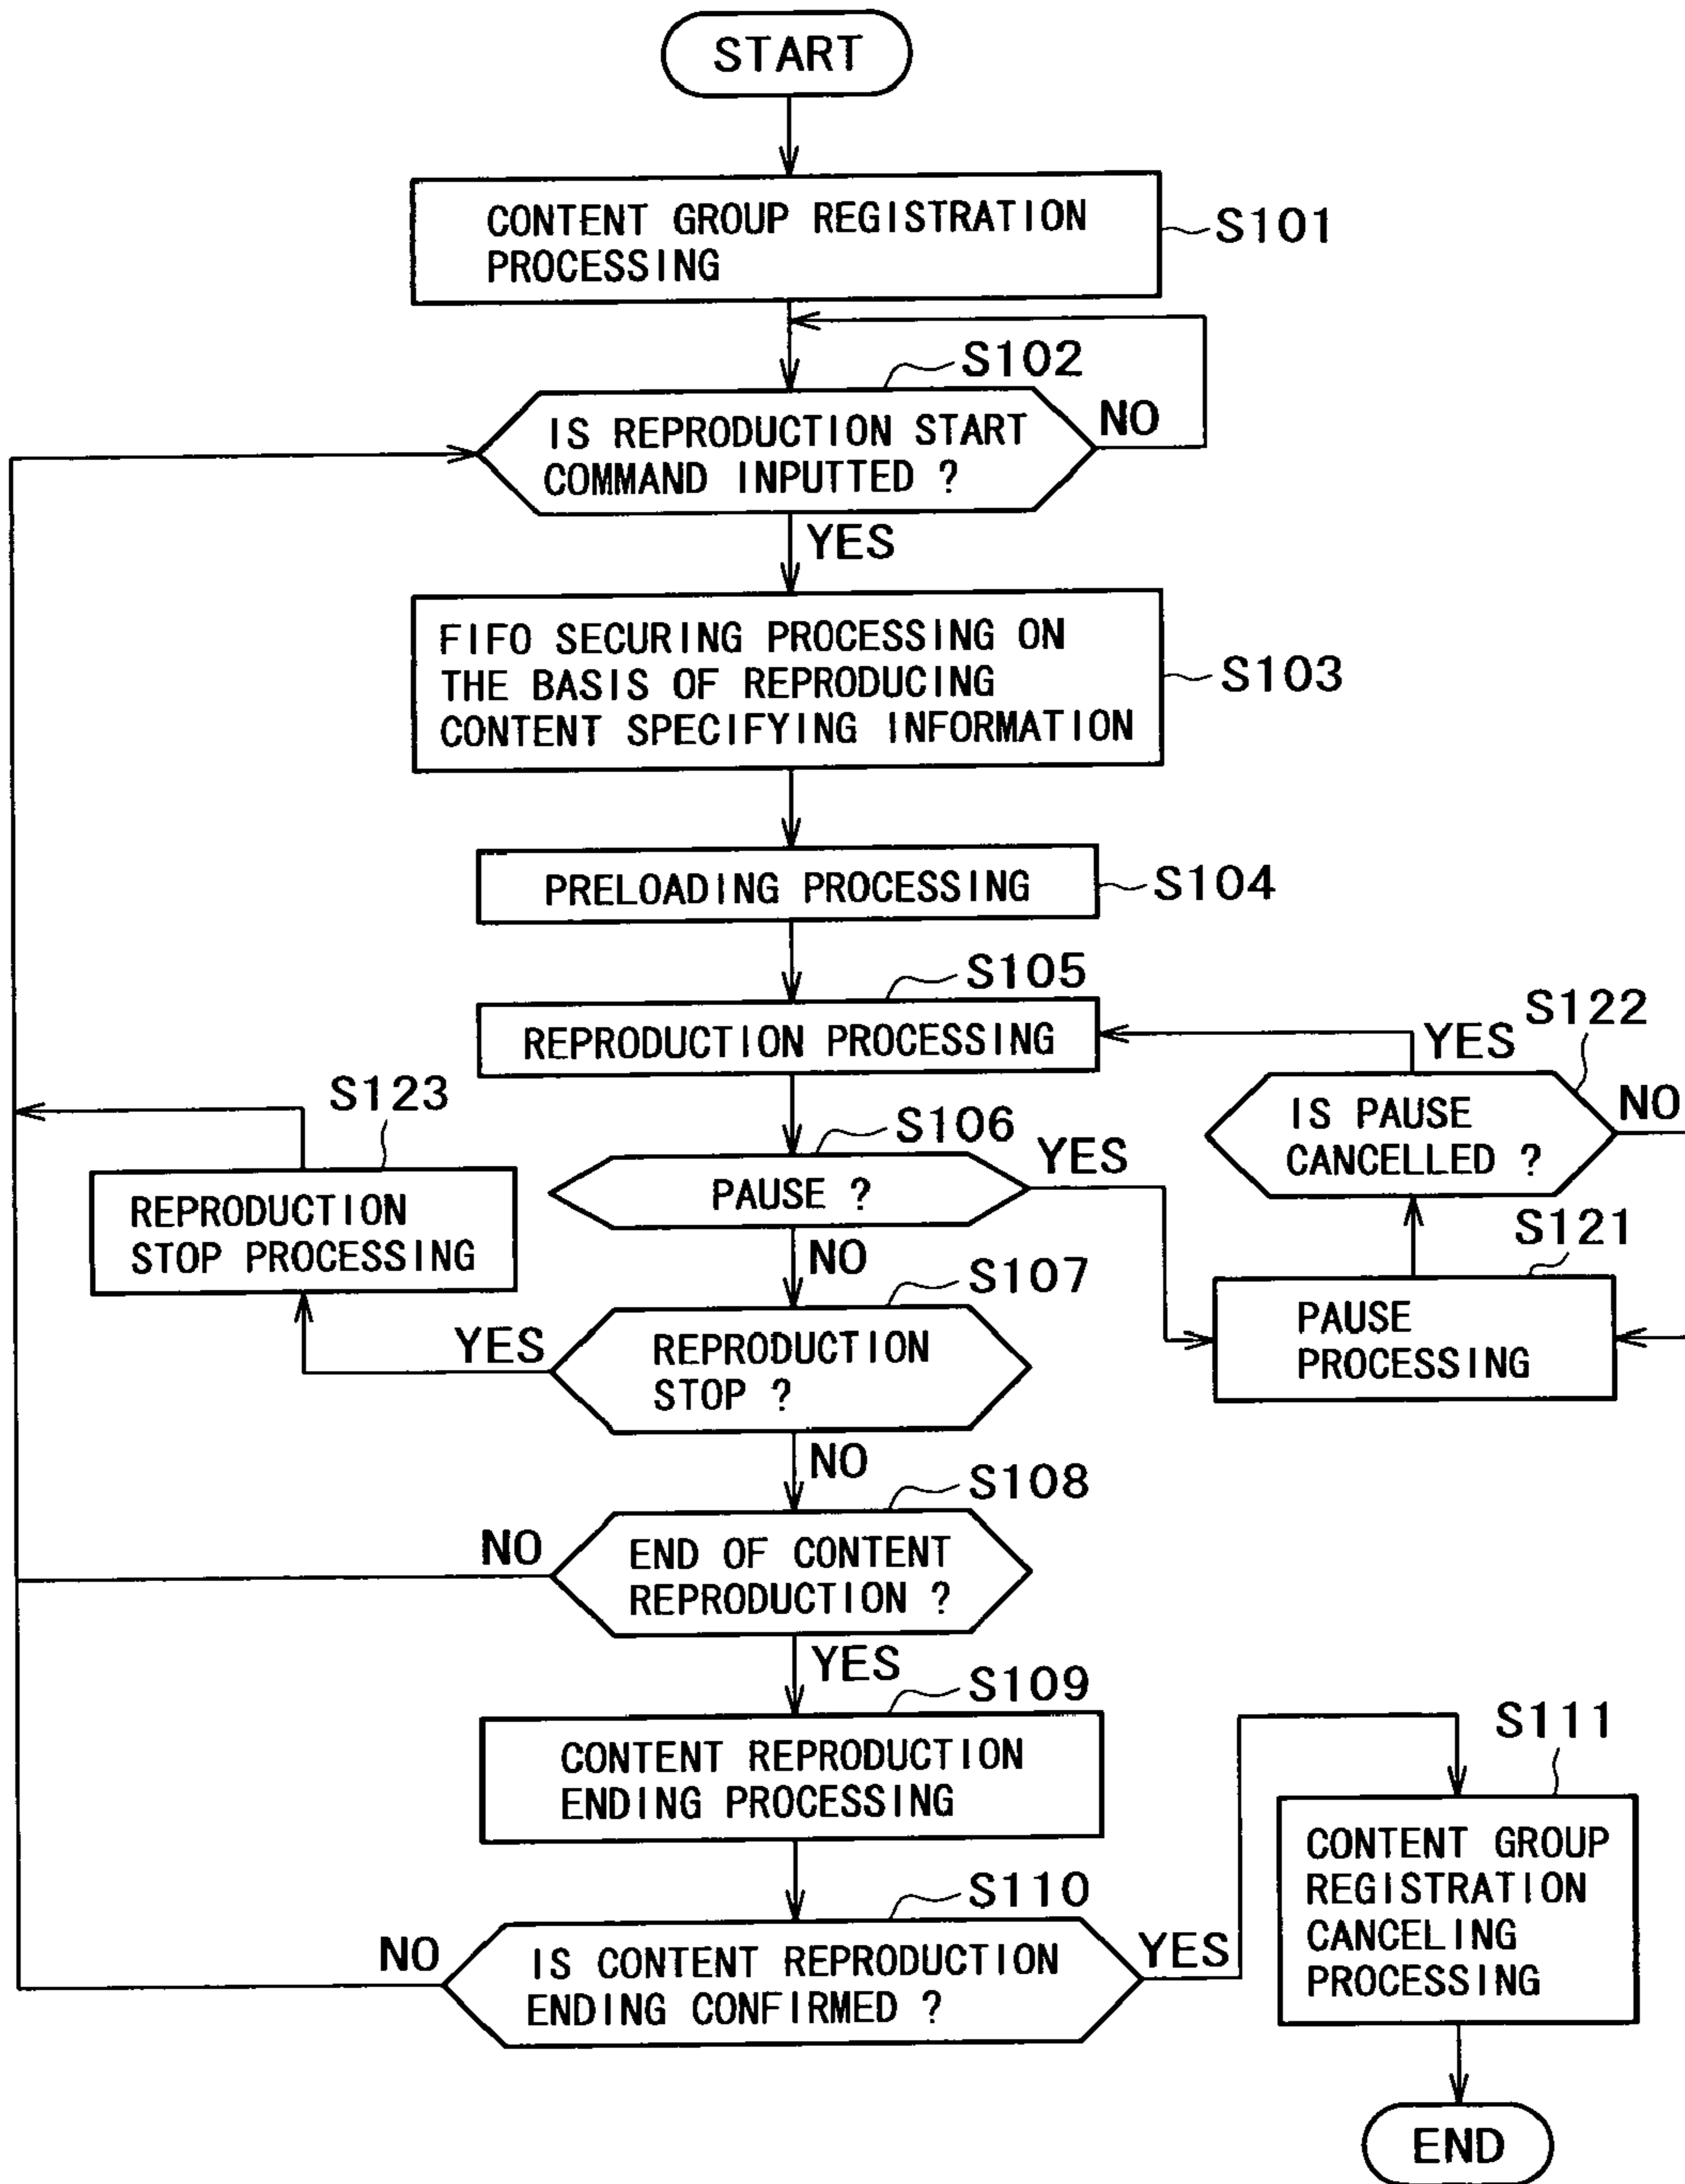 START
CONTENT GROUP REGISTRATION
PROCESSING
S101
S102
IS REPRODUCTION START
COMMAND INPUTTED ?
NO
YES
FIFO SECURING PROCESSING ON
THE BASIS OF REPRODUCING
CONTENT SPECIFYING INFORMATION
S103
PRELOADING PROCESSING
S104
S105
REPRODUCTION PROCESSING
S122
YES
IS PAUSE
CANCELLED ?
NO
S123
REPRODUCTION
STOP PROCESSING
S106
PAUSE ?
YES
NO
S121
PAUSE
PROCESSING
S107
REPRODUCTION
STOP ?
YES
NO
S108
END OF CONTENT
REPRODUCTION ?
NO
YES
S109
CONTENT REPRODUCTION
ENDING PROCESSING
S110
IS CONTENT REPRODUCTION
ENDING CONFIRMED ?
NO
YES
S111
CONTENT GROUP
REGISTRATION
CANCELING
PROCESSING
END